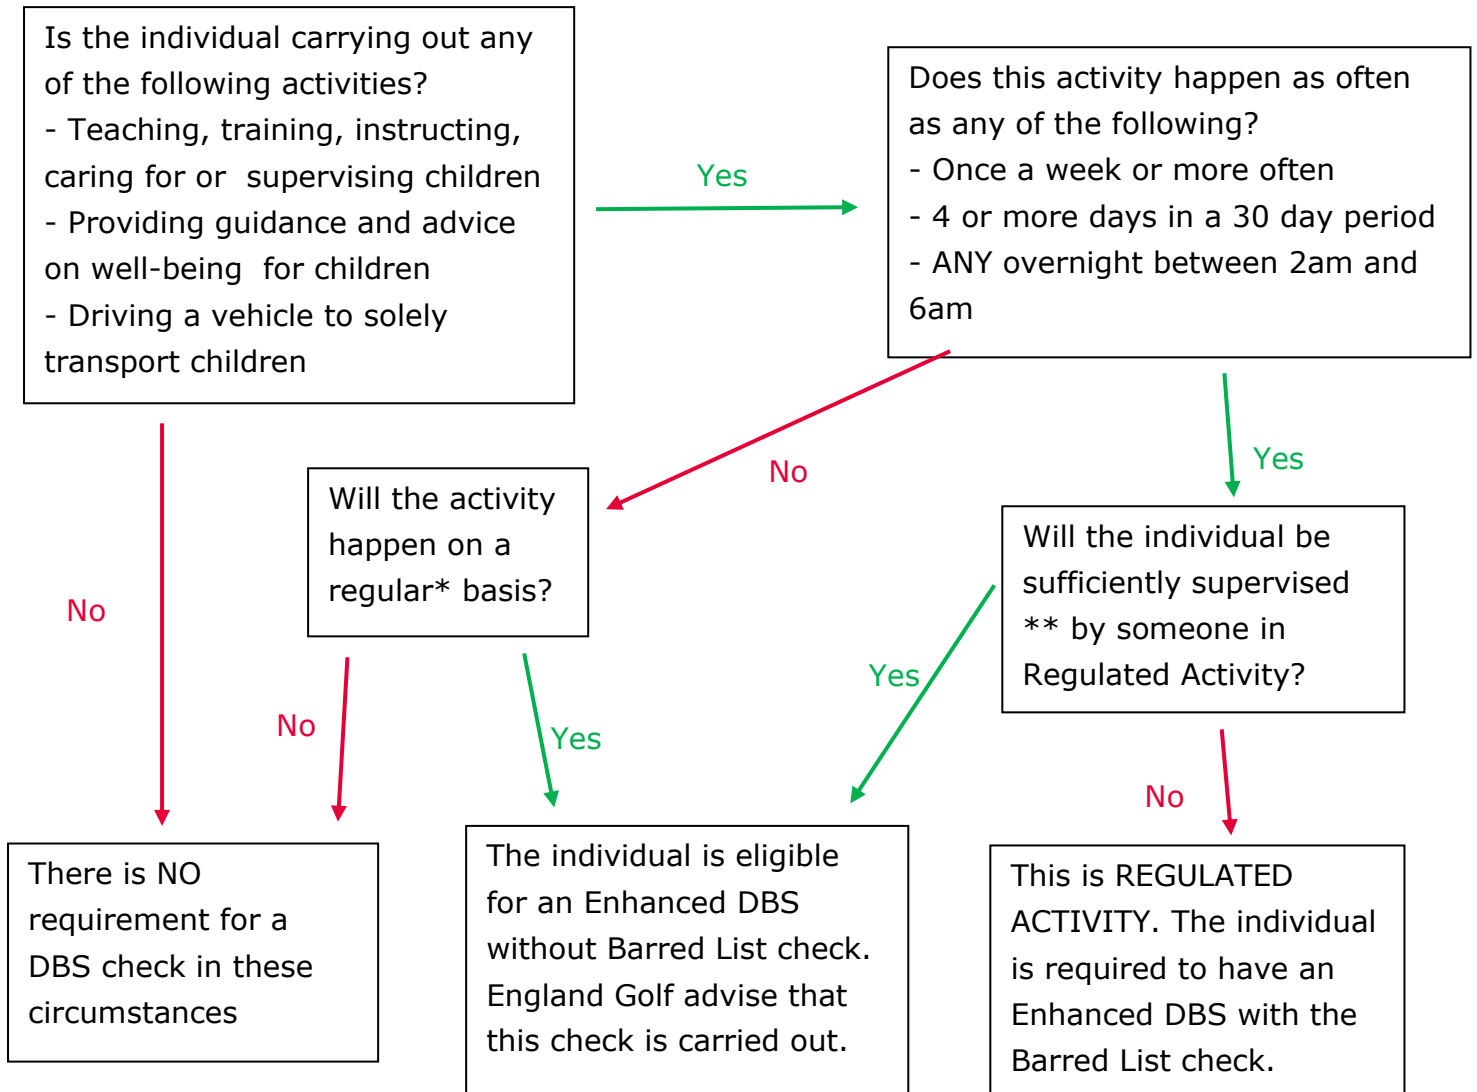 Is the individual carrying out any
of the following activities?
- Teaching, training, instructing,
caring for or  supervising children
- Providing guidance and advice
on well-being  for children
- Driving a vehicle to solely
transport children
Yes
Does this activity happen as often
as any of the following?
- Once a week or more often
- 4 or more days in a 30 day period
- ANY overnight between 2am and
6am
No
No
Yes
Will the activity
happen on a
regular* basis?
Will the individual be
sufficiently supervised
** by someone in
Regulated Activity?
No
Yes
Yes
No
There is NO
requirement for a
DBS check in these
circumstances
The individual is eligible
for an Enhanced DBS
without Barred List check.
England Golf advise that
this check is carried out.
This is REGULATED
ACTIVITY. The individual
is required to have an
Enhanced DBS with the
Barred List check.